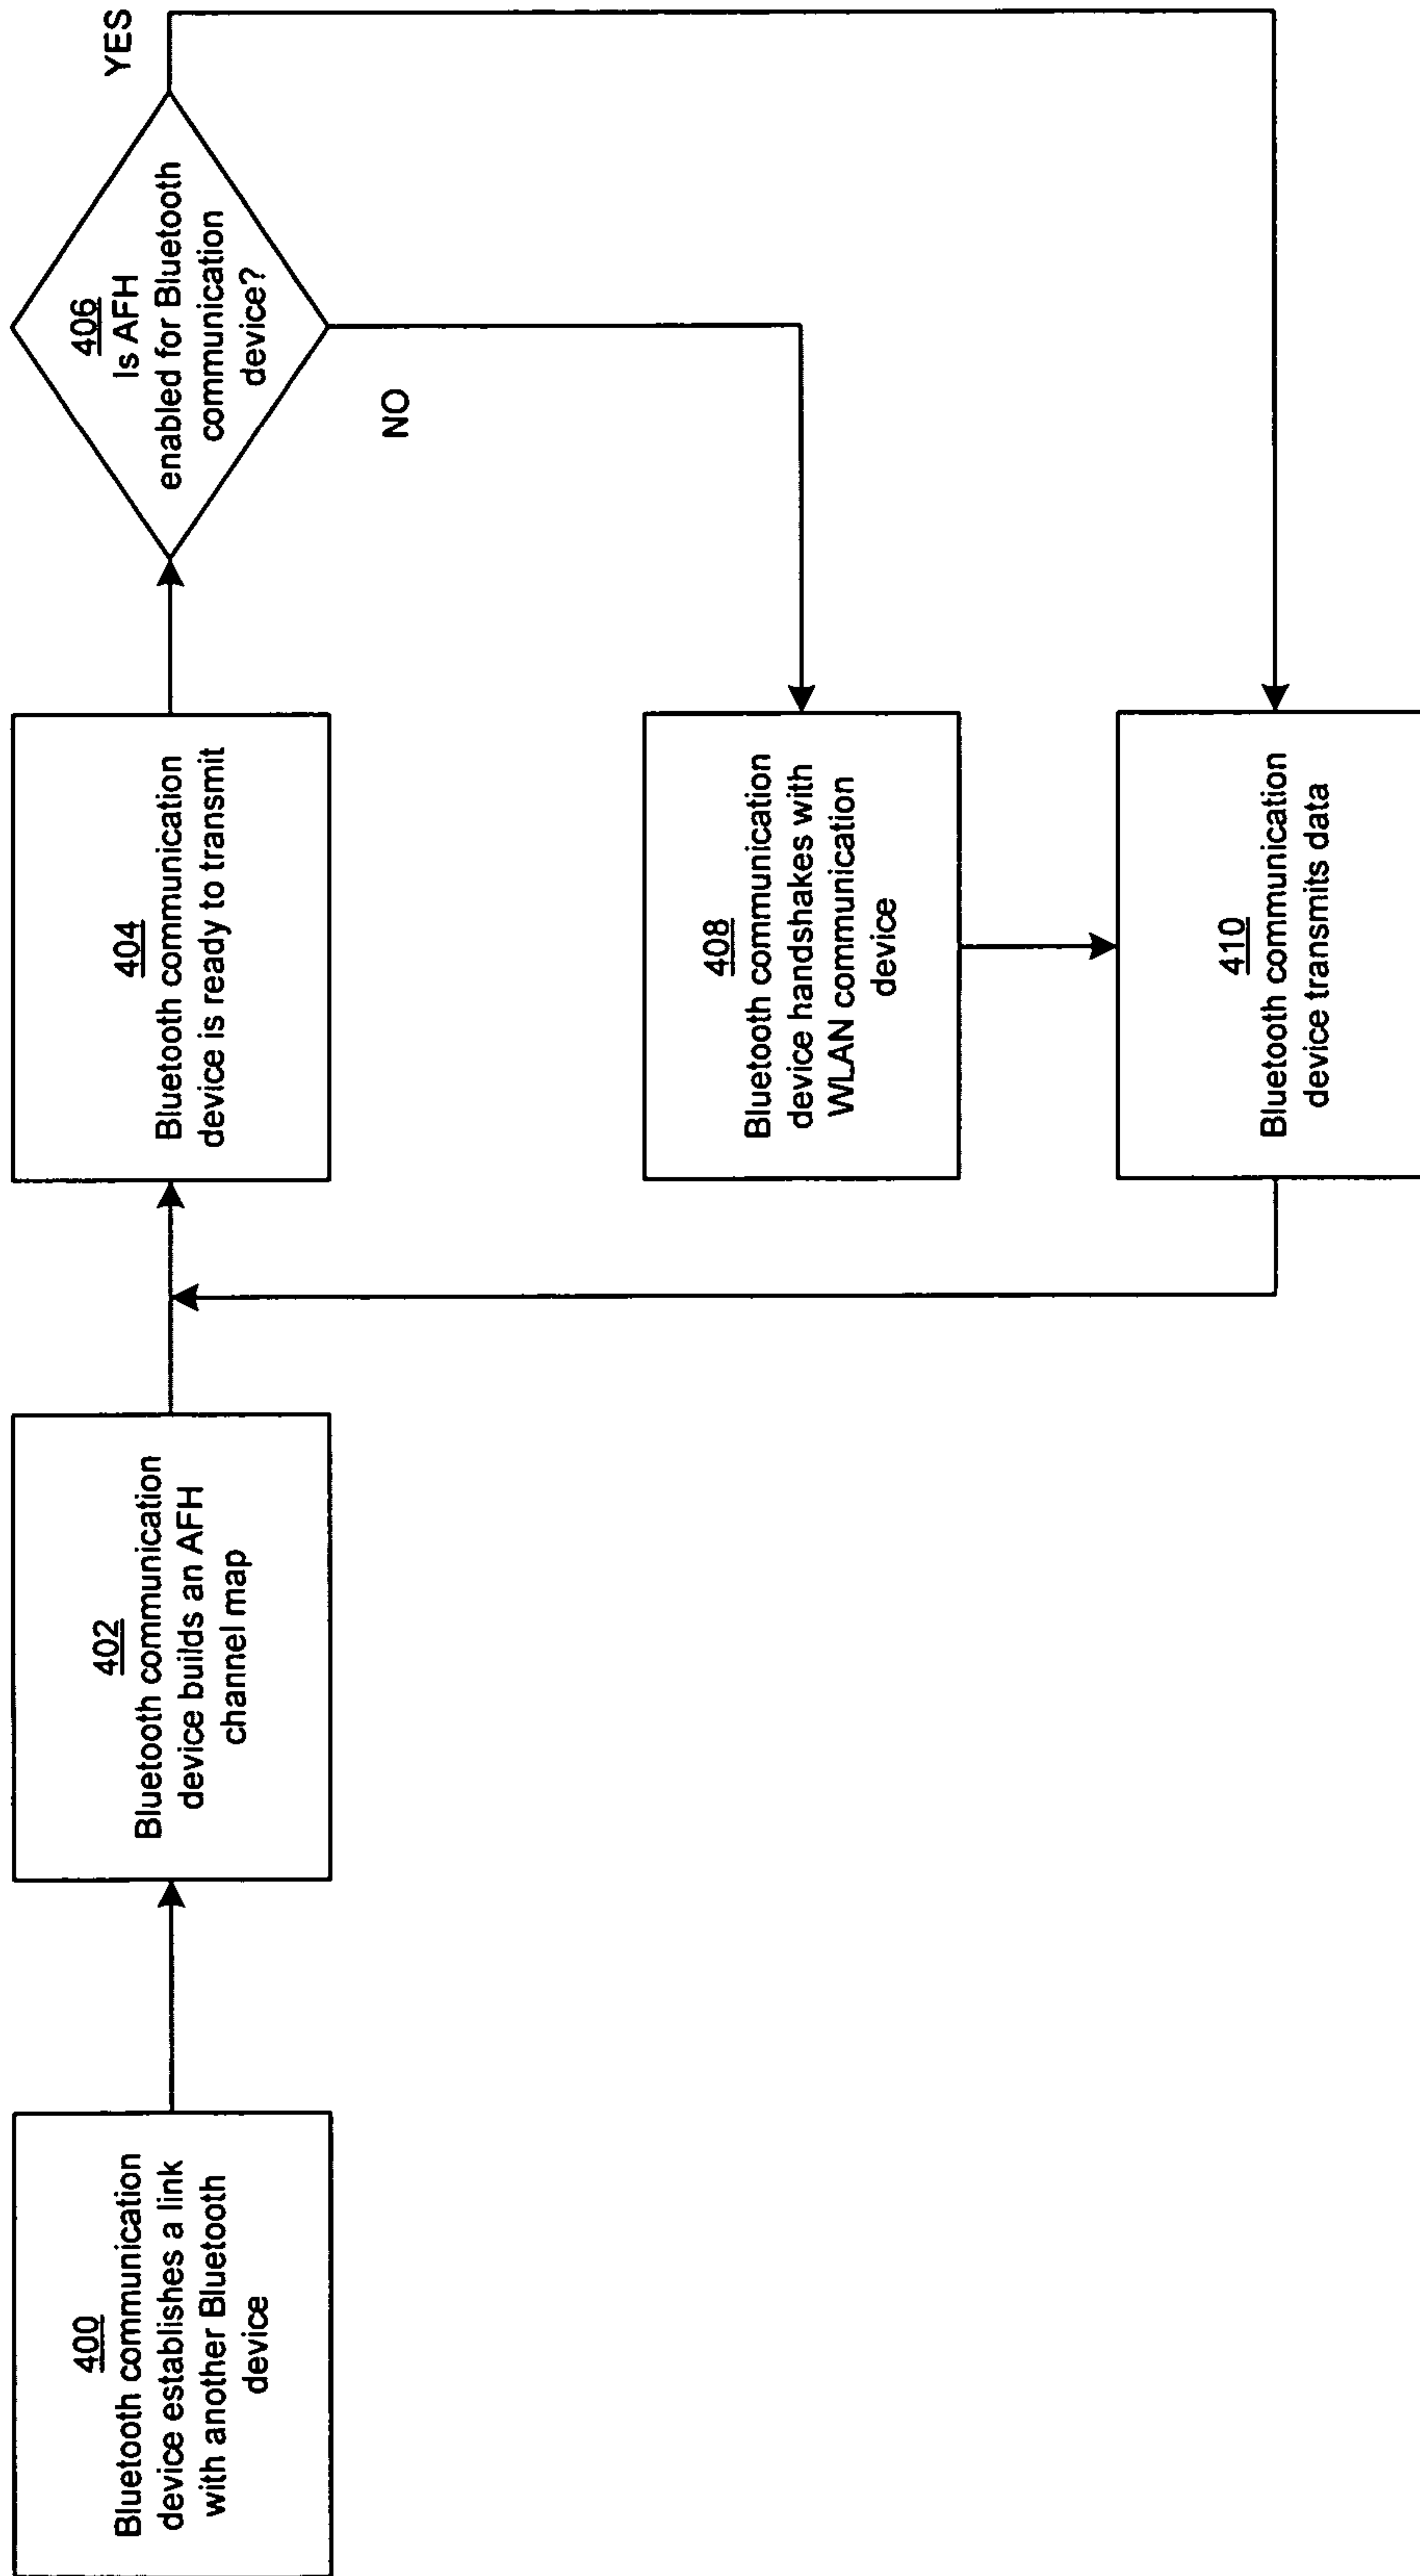 400
Bluetooth communication
device establishes a link
with another Bluetooth
device
402
Bluetooth communication
device builds an AFH
channel map
404
Bluetooth communication
device is ready to transmit
406
Is AFH
enabled for Bluetooth
communication
device?
YES
NO
408
Bluetooth communication
device handshakes with
WLAN communication
device
410
Bluetooth communication
device transmits data